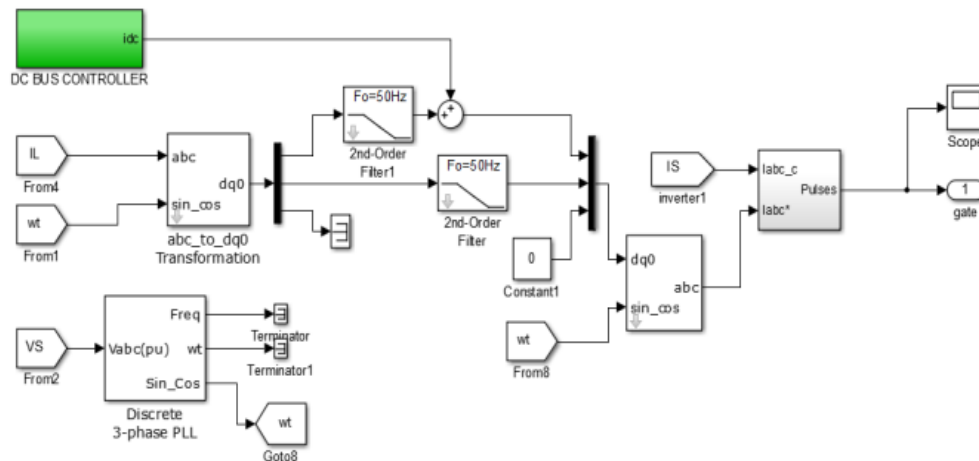 idc
DC BUS CONTROLLER
Fo=50Hz
2nd-Order
Filter1
IL
From4
wt
From1
abc
dq0
sin_cos
abc_to_dq0
Transformation
Fo=50Hz
2nd-Order
Filter
0
Constant1
dq0
abc
sin_cos
wt
From8
IS
inverter1
Iabc_c
Pulses
Iabc*
Scope
1
gate
VS
From2
Freq
Vabc(pu)
wt
Sin_Cos
Discrete
3-phase PLL
Terminator
Terminator1
wt
Goto8